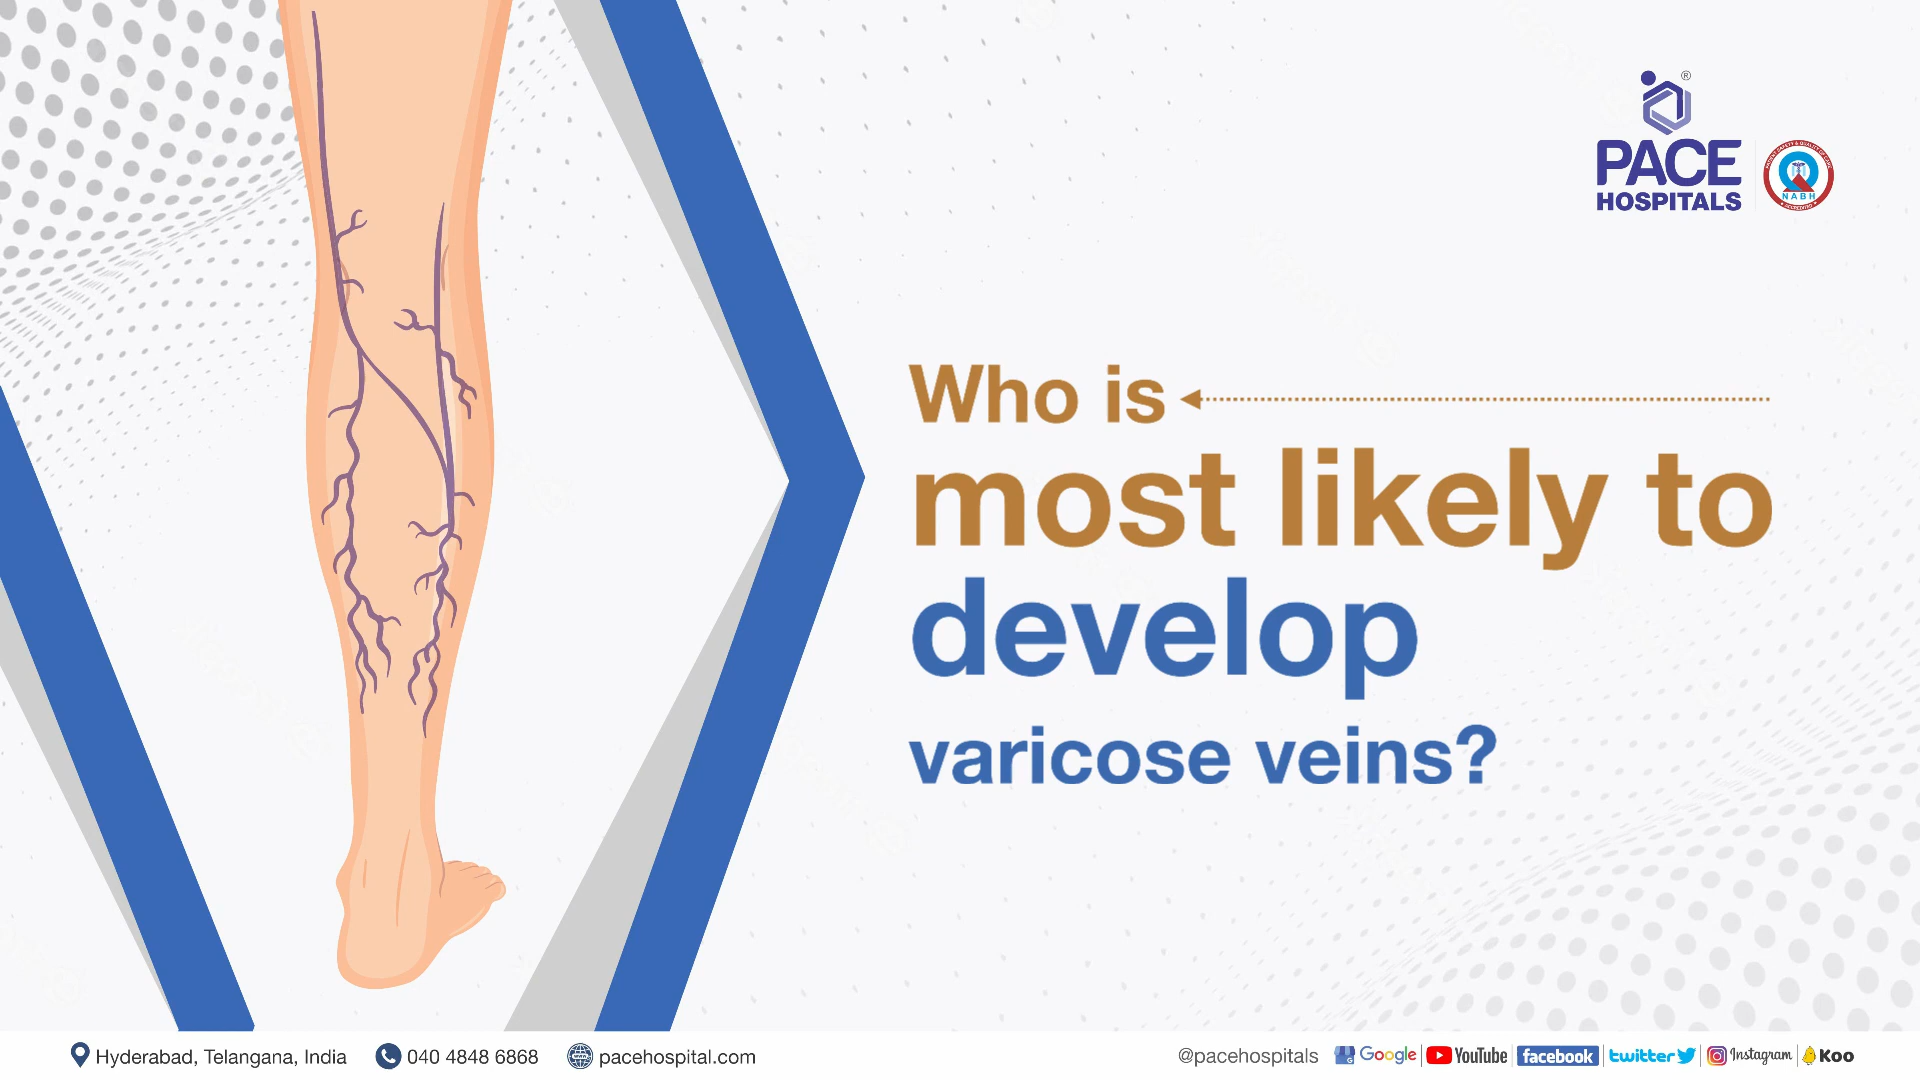 ®
PACE
HOSPITALS
NABH
Who is
most likely to
develop
varicose veins?
Hyderabad, Telangana, India 040 4848 6868 pacehospital.com @pacehospitals Google YouTube facebook twitter Instagram Koo